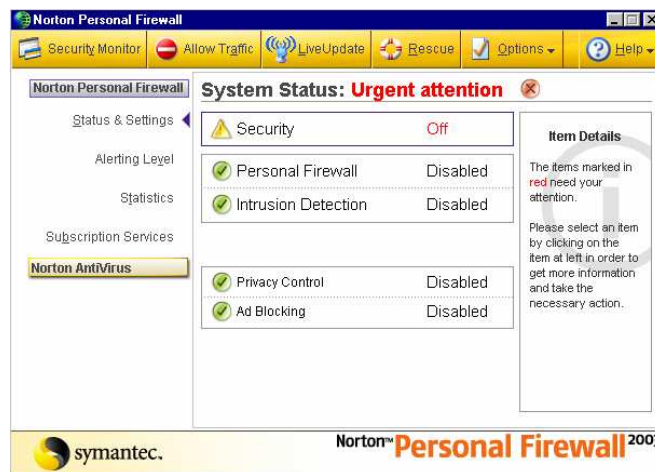 Norton Personal Firewall
Security Monitor
Allow Traffic
LiveUpdate
Rescue
Options
Help
Norton Personal Firewall
Status & Settings
Alerting Level
Statistics
Subscription Services
Norton AntiVirus
System Status: Urgent attention
Security Off
Personal Firewall Disabled
Intrusion Detection Disabled
Privacy Control Disabled
Ad Blocking Disabled
Item Details
The items marked in
red need your
attention.
Please select an item
by clicking on the
item at left in order to
get more information
and take the
necessary action.
symantec.
Norton™ Personal Firewall